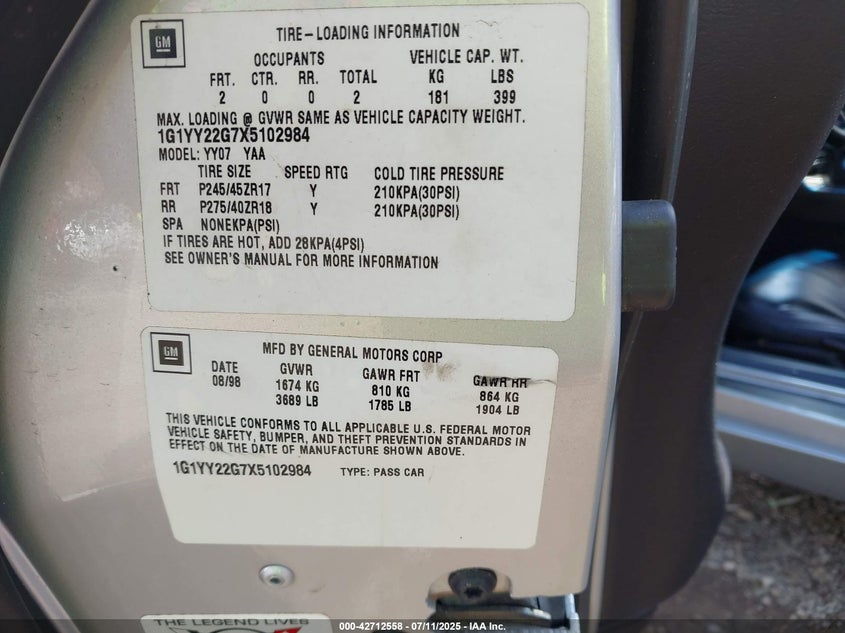 GM
TIRE-LOADING INFORMATION
OCCUPANTS VEHICLE CAP. WT.
FRT. CTR. RR. TOTAL KG LBS
2 0 0 2 181 399
MAX. LOADING @ GVWR SAME AS VEHICLE CAPACITY WEIGHT.
1G1YY22G7X5102984
MODEL: YY07 YAA
TIRE SIZE SPEED RTG COLD TIRE PRESSURE
FRT P245/45ZR17 Y 210KPA(30PSI)
RR P275/40ZR18 Y 210KPA(30PSI)
SPA NONEKPA(PSI)
IF TIRES ARE HOT, ADD 28KPA(4PSI)
SEE OWNER'S MANUAL FOR MORE INFORMATION
GM
MFD BY GENERAL MOTORS CORP
DATE GVWR GAWR FRT GAWR RR
08/98 1674 KG 810 KG 864 KG
3689 LB 1785 LB 1904 LB
THIS VEHICLE CONFORMS TO ALL APPLICABLE U.S. FEDERAL MOTOR
VEHICLE SAFETY, BUMPER, AND THEFT PREVENTION STANDARDS IN
EFFECT ON THE DATE OF MANUFACTURE SHOWN ABOVE.
1G1YY22G7X5102984 TYPE: PASS CAR
THE LEGEND LIVES
000-42712558 - 07/11/2025 - IAA Inc.